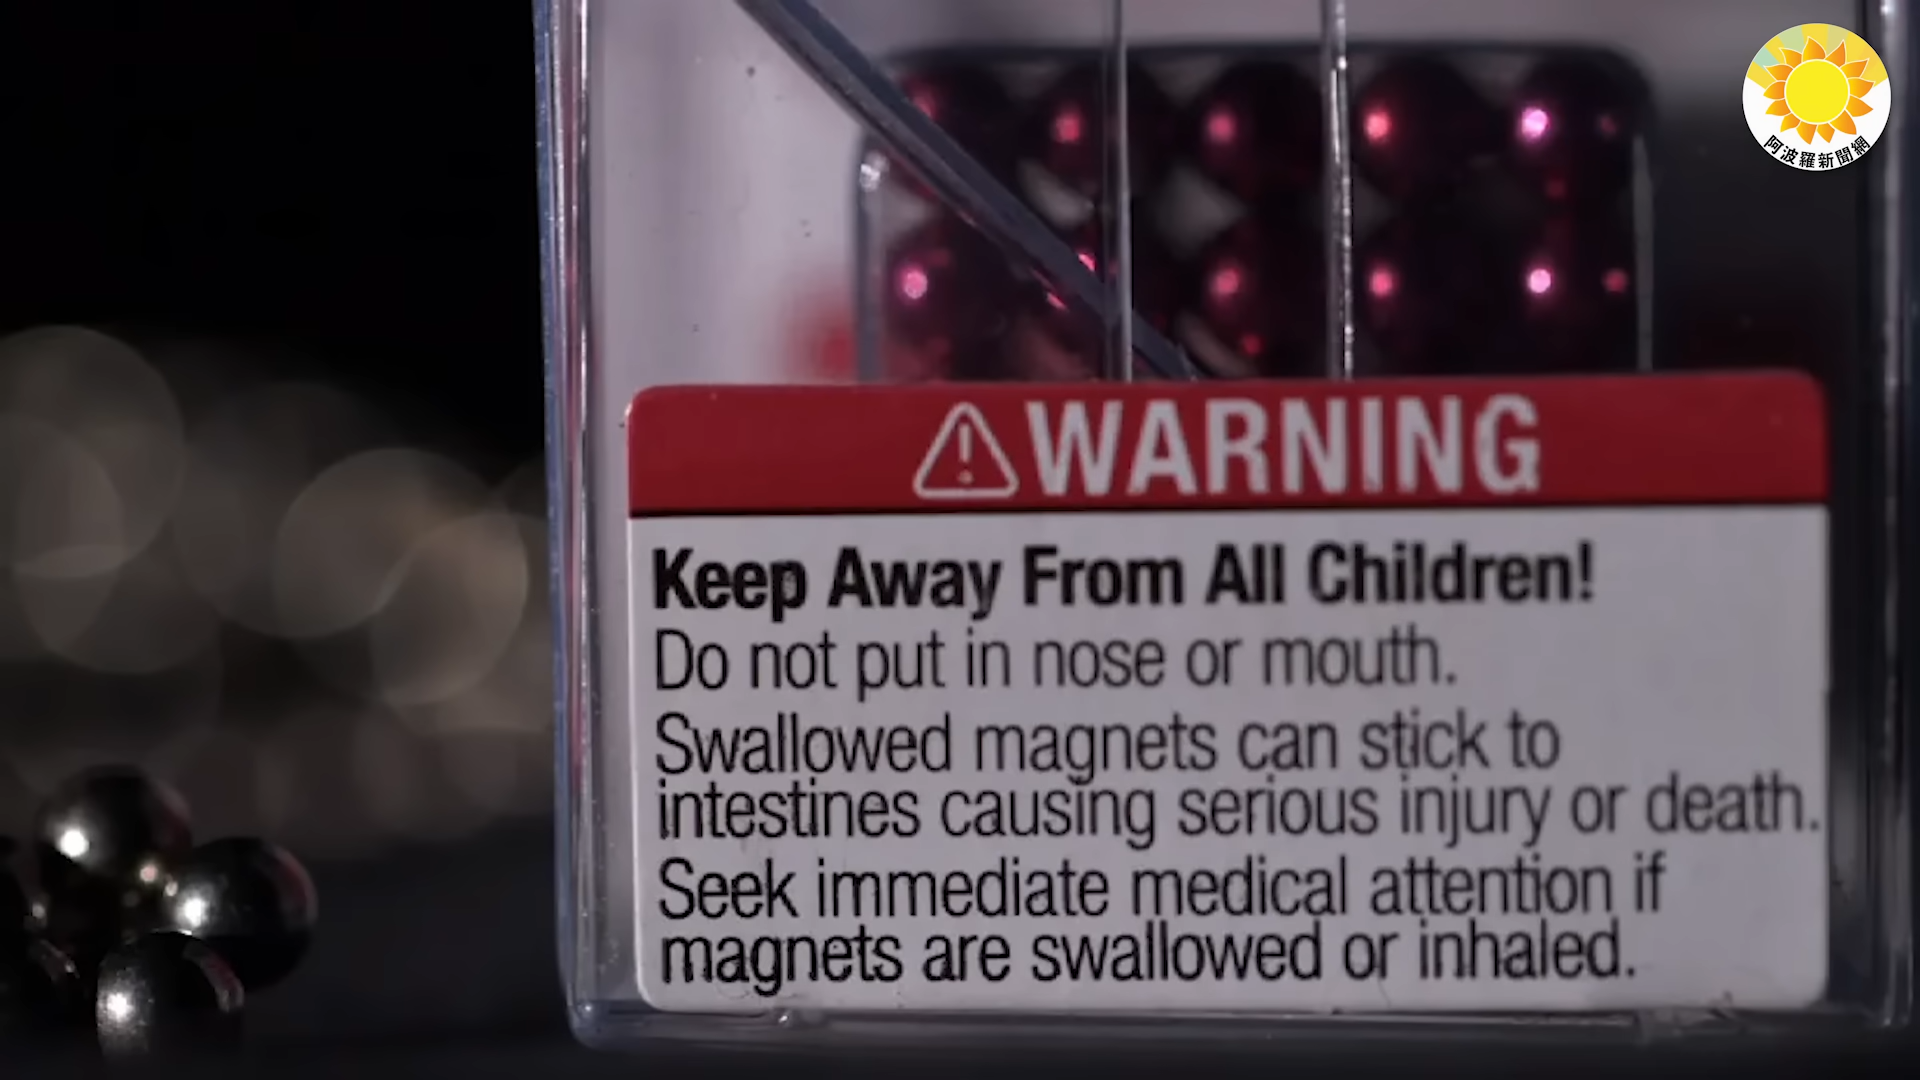 阿波羅新聞網
WARNING
Keep Away From All Children!
Do not put in nose or mouth.
Swallowed magnets can stick to
intestines causing serious injury or death.
Seek immediate medical attention if
magnets are swallowed or inhaled.